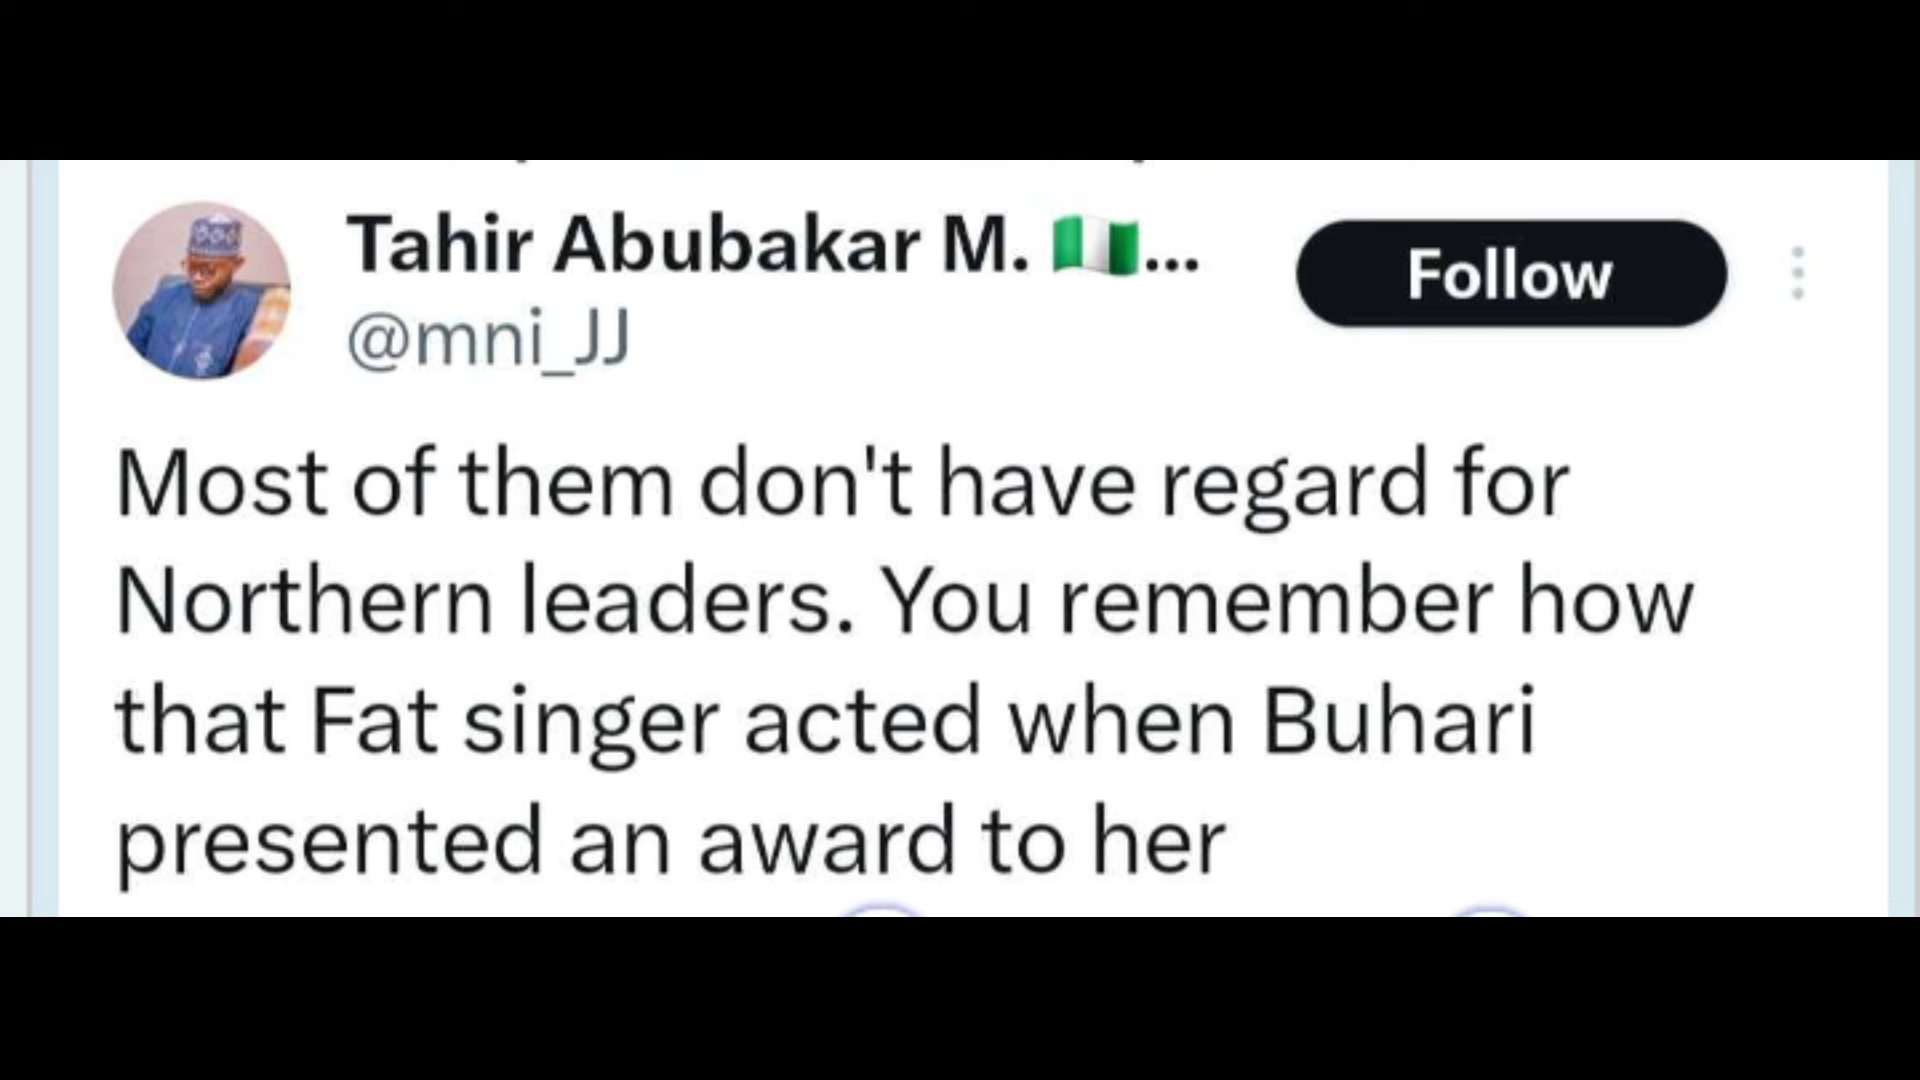 Tahir Abubakar M. 🇳🇬...
Follow
@mni_JJ
Most of them don't have regard for
Northern leaders. You remember how
that Fat singer acted when Buhari
presented an award to her